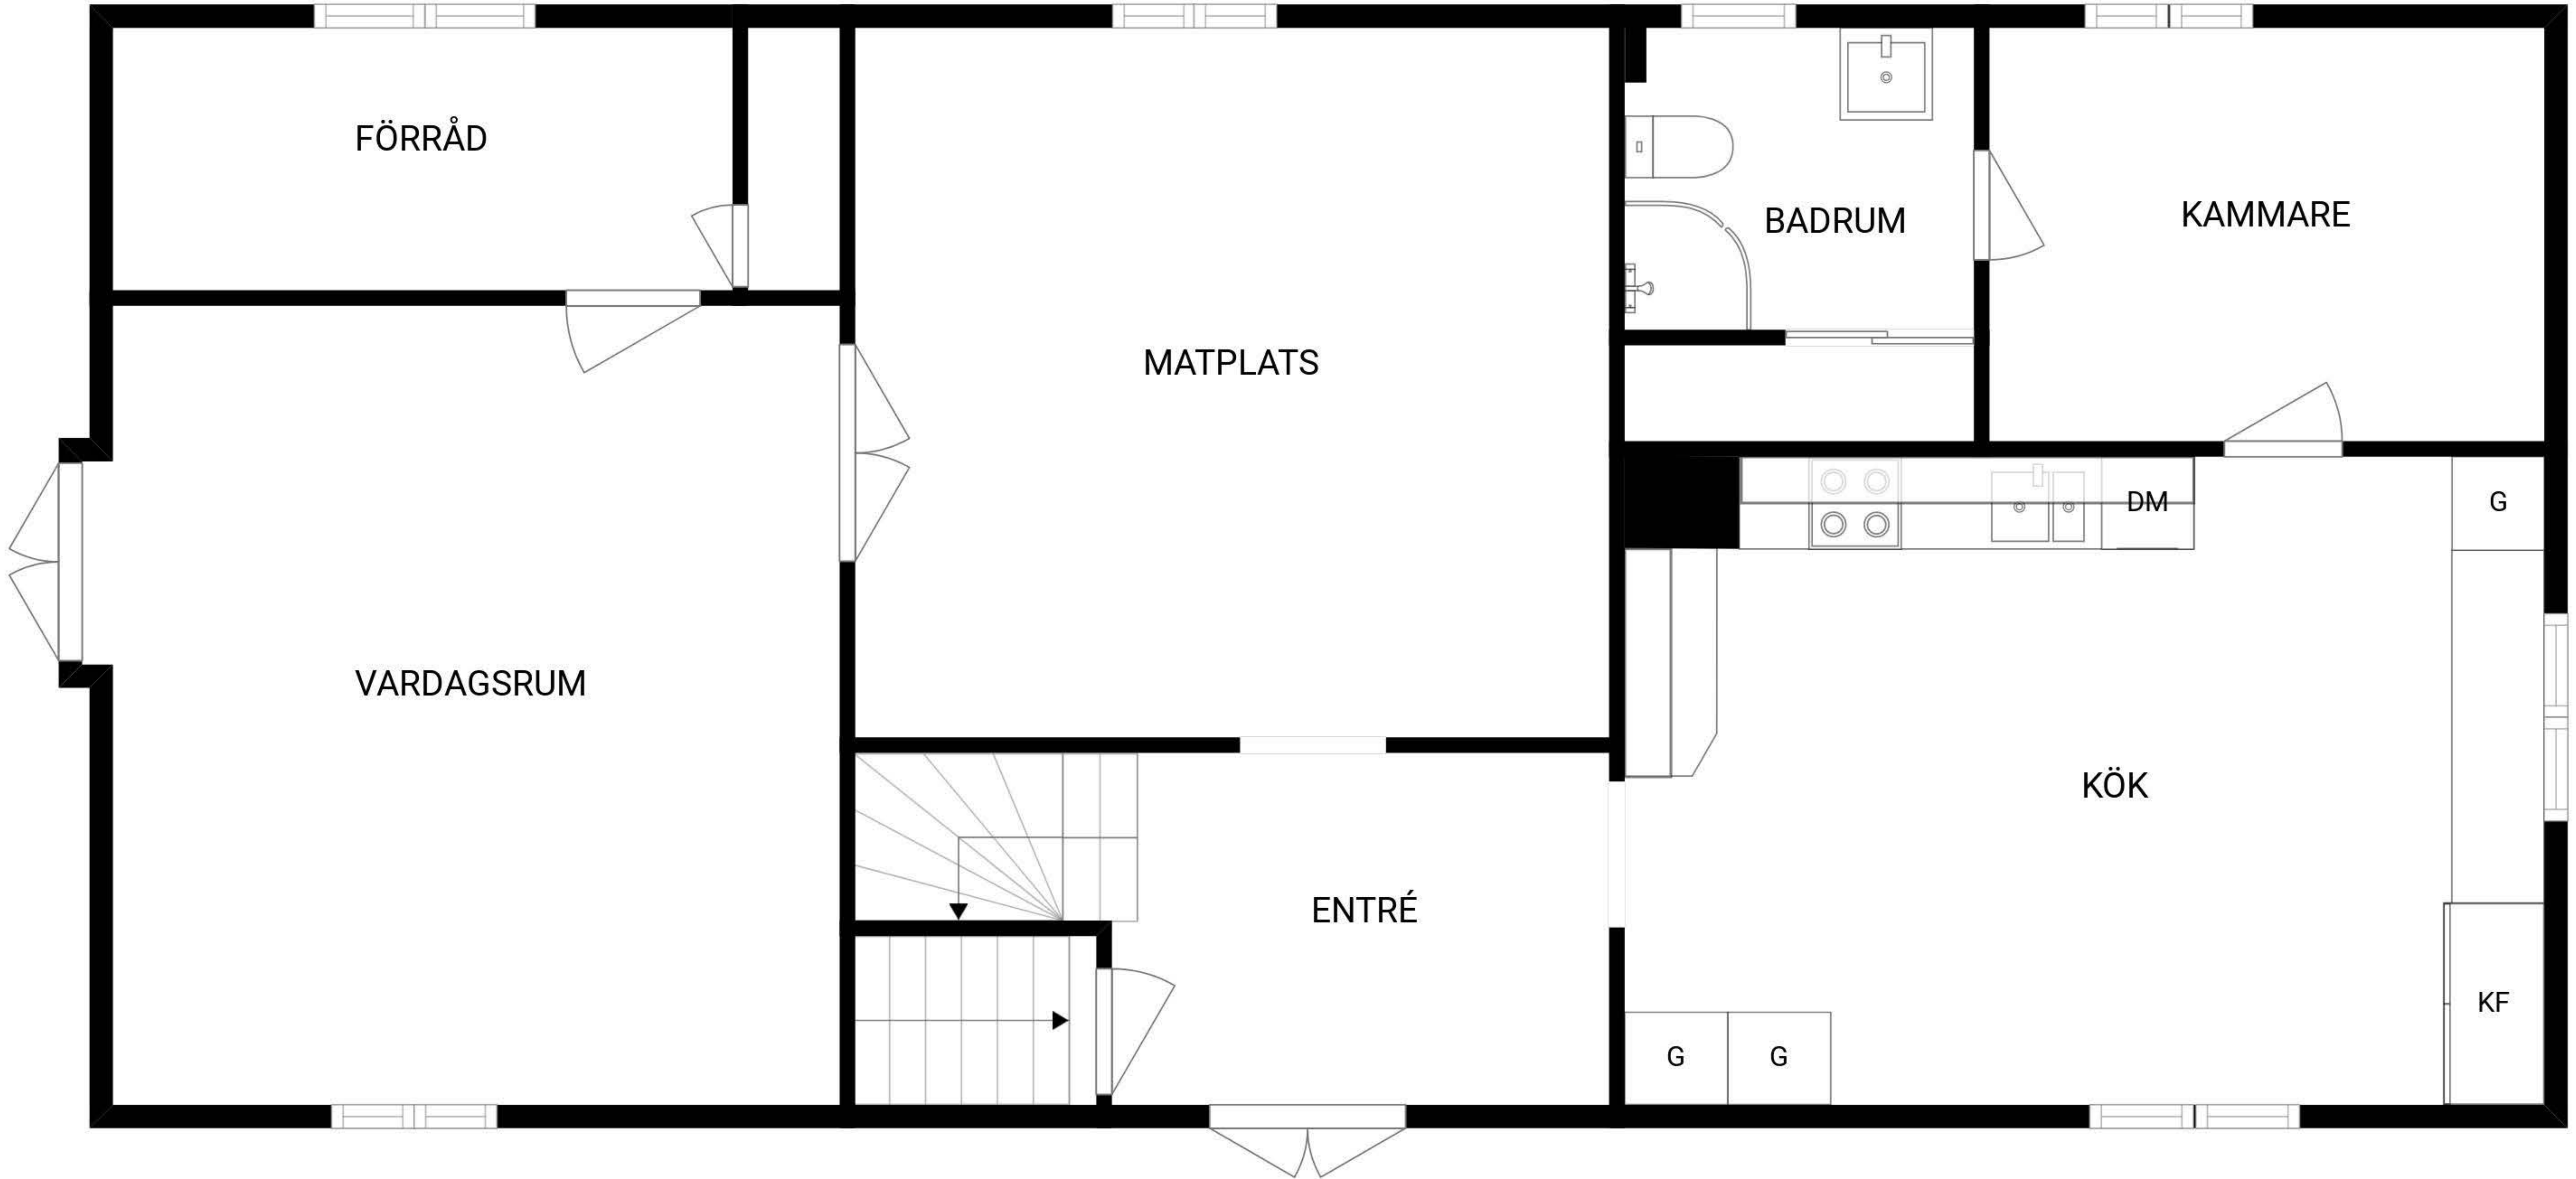 FÖRRÅD
BADRUM
KAMMARE
MATPLATS
DM
G
VARDAGSRUM
KÖK
ENTRÉ
KF
G
G